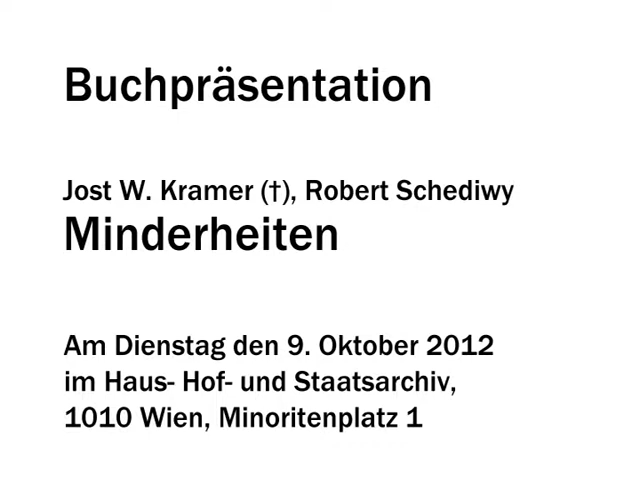 Buchpräsentation
Jost W. Kramer (†), Robert Schediwy
Minderheiten
Am Dienstag den 9. Oktober 2012
im Haus- Hof- und Staatsarchiv,
1010 Wien, Minoritenplatz 1